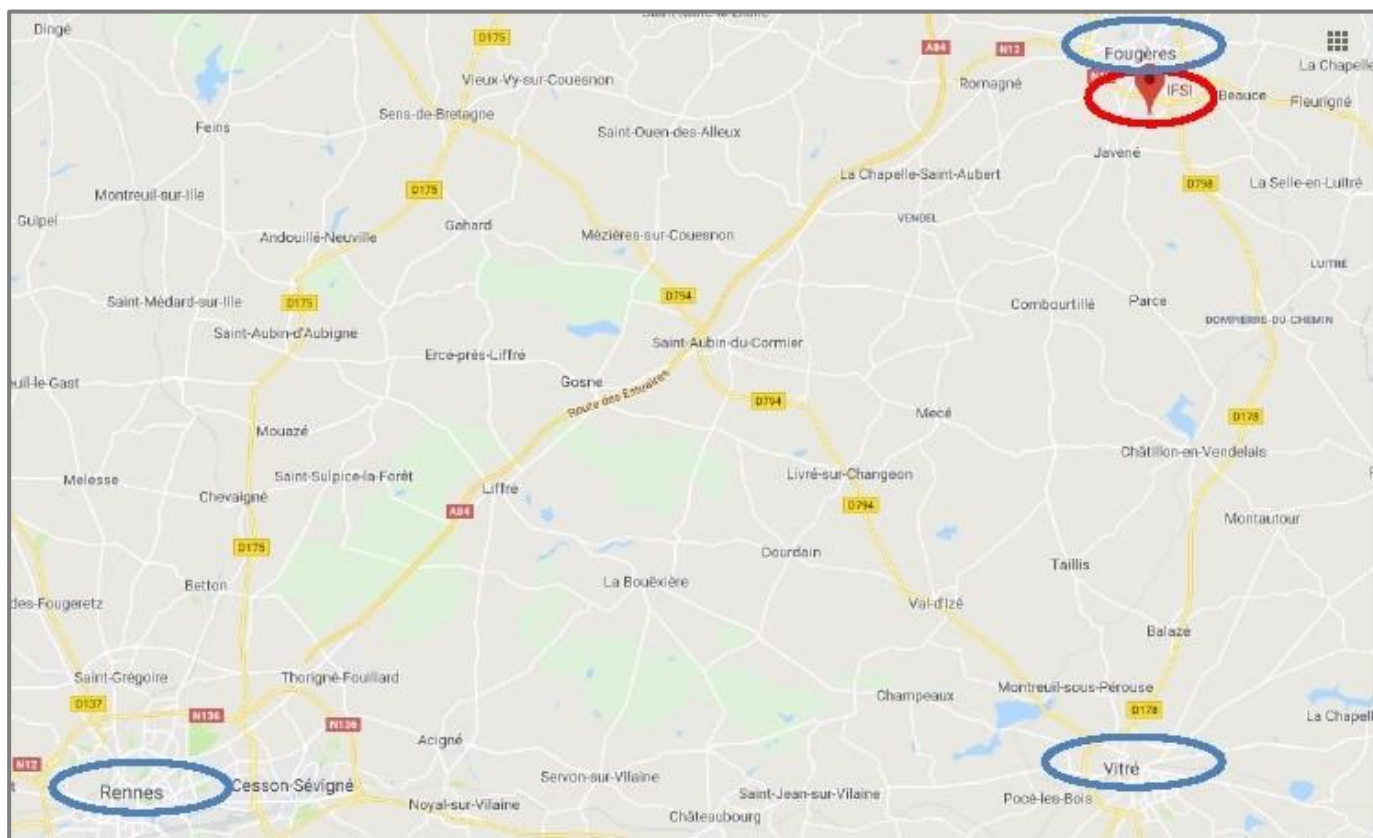 Dingé
D175
A84
N12
Fougères
La Chapelle
Vieux-Vy-sur-Couesnon
Romagné
IFSI
Beauce
Fleurigné
Sens-de-Bretagne
Feins
Saint-Ouen-des-Alleux
Javené
La Chapelle-Saint-Aubert
D798
La Selle-en-Luitré
Montreuil-sur-Ille
D175
Guipel
Gahard
VENDEL
Andouillé-Neuville
Mézières-sur-Couesnon
LUITRÉ
Saint-Médard-sur-Ille
D175
D794
Combourtillé
Parce
DOMPIERRE-DU-CHEMIN
Saint-Aubin-d'Aubigné
Saint-Aubin-du-Cormier
Ercé-près-Liffré
euil-le-Gast
Gosne
Route des Estuaires
D794
Mecé
D178
Mouazé
Châtillon-en-Vendelais
Melesse
Saint-Sulpice-la-Forêt
Livré-sur-Changeon
Chevaigné
Liffré
A84
D794
Montautour
D175
Dourdain
Betton
La Bouëxière
Taillis
des-Fougeretz
Val-d'Izé
Balazé
Saint-Grégoire
Thorigné-Fouillard
Champeaux
Montreuil-sous-Pérouse
D137
N136
N136
D178
La Chapell
Acigné
N12
Vitré
Rennes
Cesson-Sévigné
Servon-sur-Vilaine
Noyal-sur-Vilaine
Saint-Jean-sur-Vilaine
Pocé-les-Bois
Châteaubourg